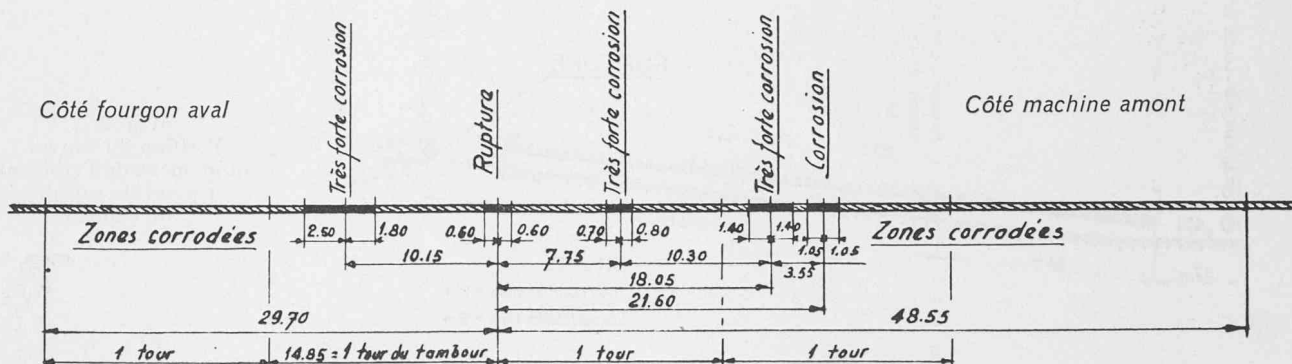 Très forte corrosion
Rupture
Très forte corrosion
Très forte corrosion
Corrosion
Côté fourgon aval
Côté machine amont
Zones corrodées
2.50
1.80
0.60
0.60
0.70
0.80
1.40
1.40
1.05
1.05
Zones corrodées
10.15
7.75
10.30
3.55
18.05
21.60
29.70
48.55
1 tour
14.85 = 1 tour du tambour
1 tour
1 tour